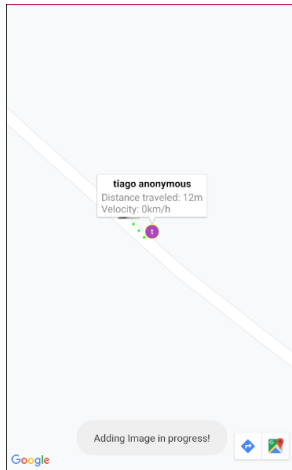 tiago anonymous
Distance traveled: 12m
Velocity: 0km/h
t
Adding Image in progress!
Google